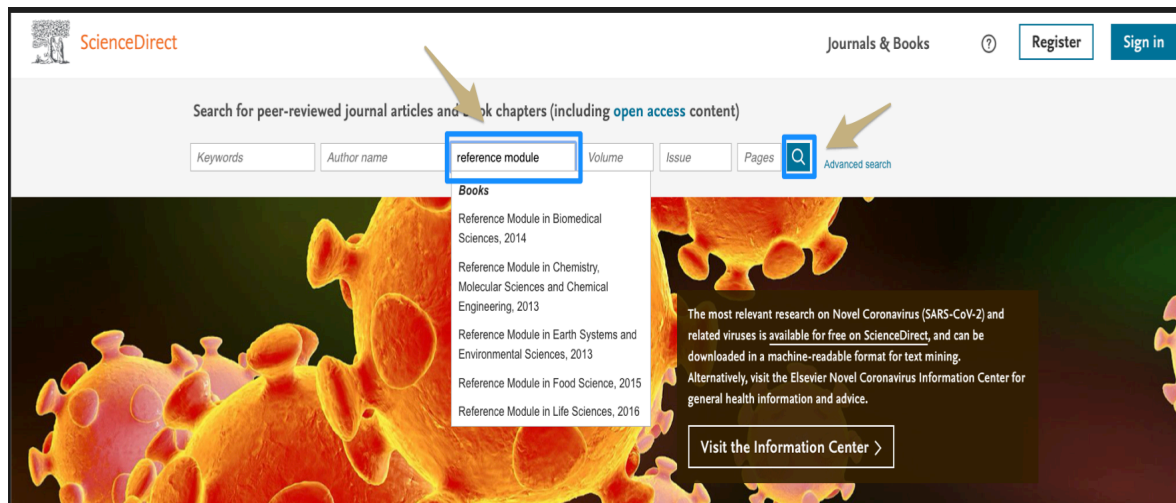 ScienceDirect
Journals & Books
?
Register
Sign in
Search for peer-reviewed journal articles and book chapters (including open access content)
Keywords
Author name
reference module
Volume
Issue
Pages
Advanced search
Books
Reference Module in Biomedical
Sciences, 2014
Reference Module in Chemistry,
Molecular Sciences and Chemical
Engineering, 2013
Reference Module in Earth Systems and
Environmental Sciences, 2013
Reference Module in Food Science, 2015
Reference Module in Life Sciences, 2016
The most relevant research on Novel Coronavirus (SARS-CoV-2) and
related viruses is available for free on ScienceDirect, and can be
downloaded in a machine-readable format for text mining.
Alternatively, visit the Elsevier Novel Coronavirus Information Center for
general health information and advice.
Visit the Information Center >